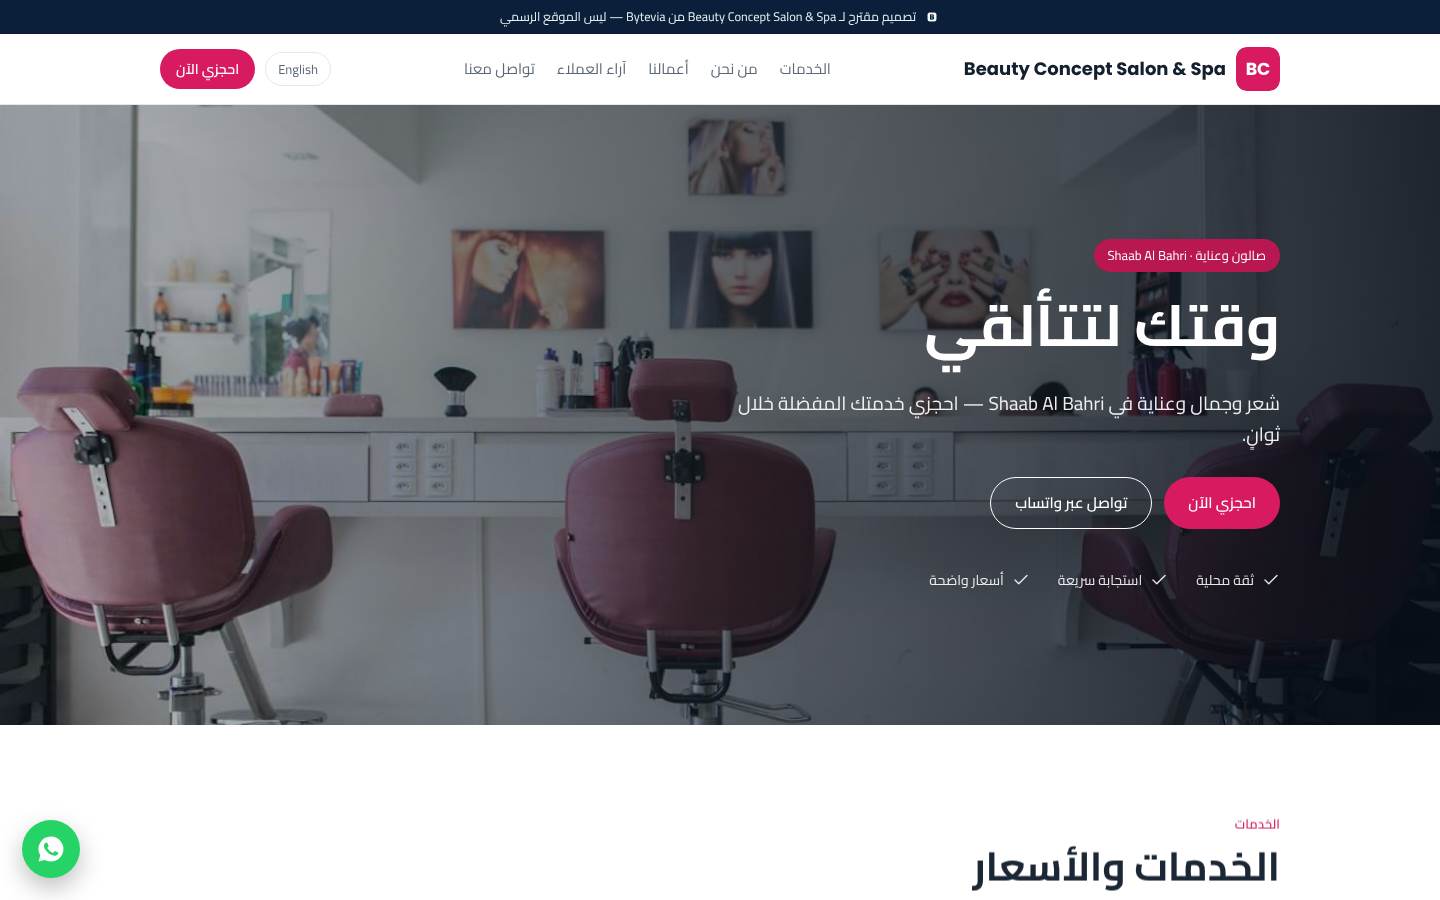 تصميم مقترح لـ Beauty Concept Salon & Spa من Bytevia — ليس الموقع الرسمي
BC
Beauty Concept Salon & Spa
الخدمات
من نحن
أعمالنا
آراء العملاء
تواصل معنا
English
احجزي الآن
صالون وعناية · Shaab Al Bahri
وقتك لتتألقي
شعر وجمال وعناية في Shaab Al Bahri — احجزي خدمتك المفضلة خلال
ثوانٍ.
احجزي الآن
تواصل عبر واتساب
ثقة محلية
استجابة سريعة
أسعار واضحة
الخدمات
الخدمات والأسعار